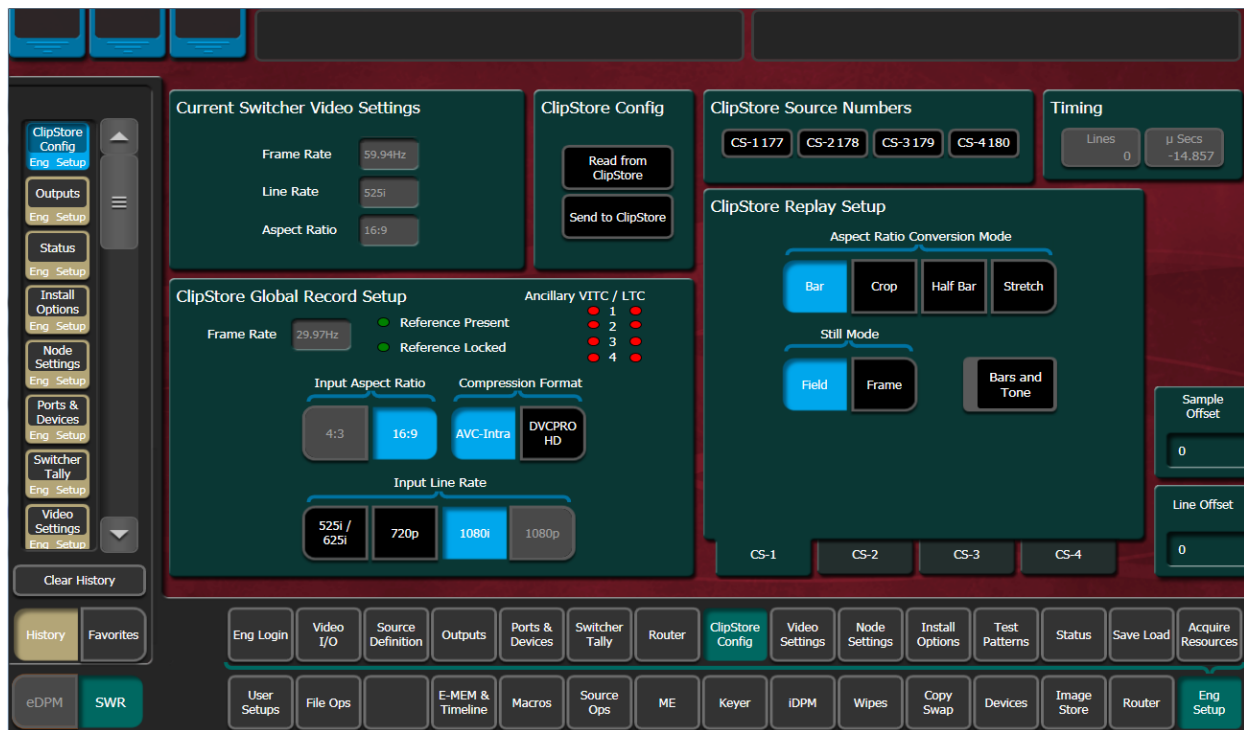 ClipStore
Config
Eng Setup
Outputs
Eng Setup
Status
Eng Setup
Install
Options
Eng Setup
Node
Settings
Eng Setup
Ports &
Devices
Eng Setup
Switcher
Tally
Eng Setup
Video
Settings
Eng Setup
Clear History
History
Favorites
eDPM
SWR
Current Switcher Video Settings
Frame Rate
59.94Hz
Line Rate
525i
Aspect Ratio
16:9
ClipStore Config
Read from
ClipStore
Send to ClipStore
ClipStore Source Numbers
CS-1 177
CS-2 178
CS-3 179
CS-4 180
Timing
Lines
0
µ Secs
-14.857
ClipStore Global Record Setup
Frame Rate
29.97Hz
Reference Present
Reference Locked
Ancillary VITC / LTC
1
2
3
4
Input Aspect Ratio
4:3
16:9
Compression Format
AVC-Intra
DVCPRO
HD
Input Line Rate
525i /
625i
720p
1080i
1080p
ClipStore Replay Setup
Aspect Ratio Conversion Mode
Bar
Crop
Half Bar
Stretch
Still Mode
Field
Frame
Bars and
Tone
CS-1
CS-2
CS-3
CS-4
Sample
Offset
0
Line Offset
0
Eng Login
Video
I/O
Source
Definition
Outputs
Ports &
Devices
Switcher
Tally
Router
ClipStore
Config
Video
Settings
Node
Settings
Install
Options
Test
Patterns
Status
Save Load
Acquire
Resources
User
Setups
File Ops
E-MEM &
Timeline
Macros
Source
Ops
ME
Keyer
iDPM
Wipes
Copy
Swap
Devices
Image
Store
Router
Eng
Setup